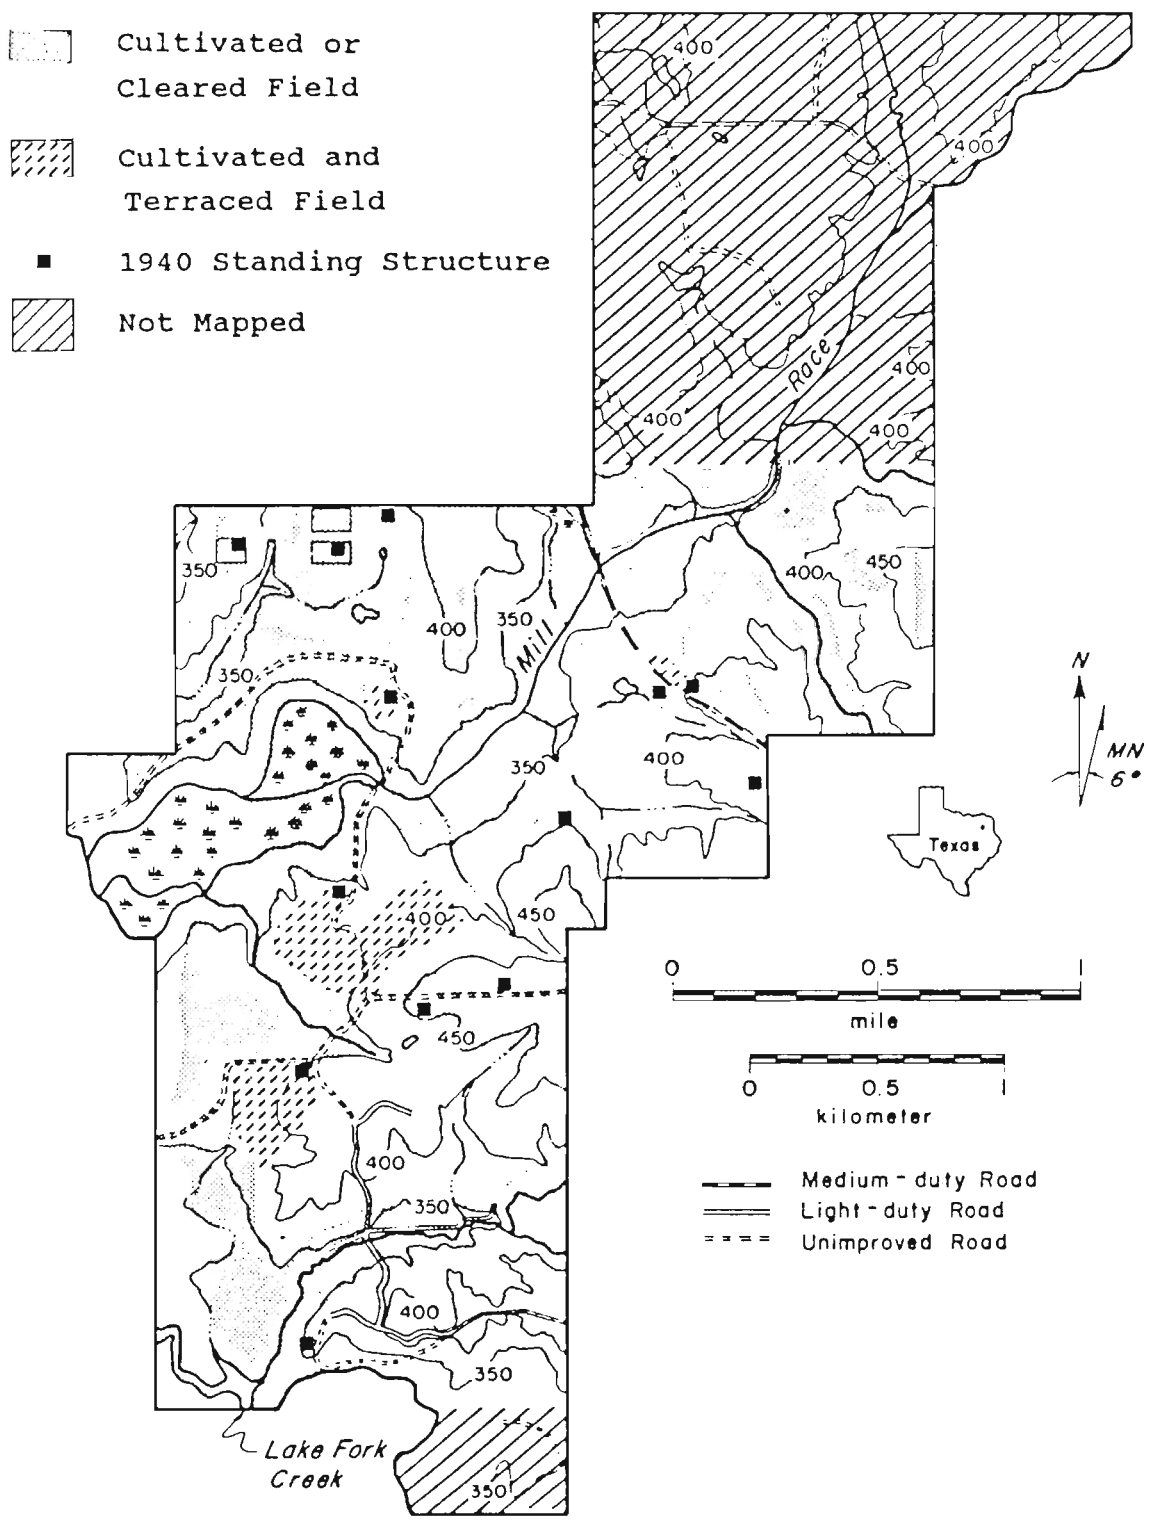 Cultivated or
Cleared Field
Cultivated and
Terraced Field
1940 Standing Structure
Not Mapped
400
400
Race
400
400
400
350
400
450
400
350
Mill
350
N
MN
6°
350
400
Texas
400
450
450
0 0.5 1
mile
0 0.5 1
kilometer
400
350
Medium-duty Road
Light-duty Road
Unimproved Road
400
350
Lake Fork
Creek
350